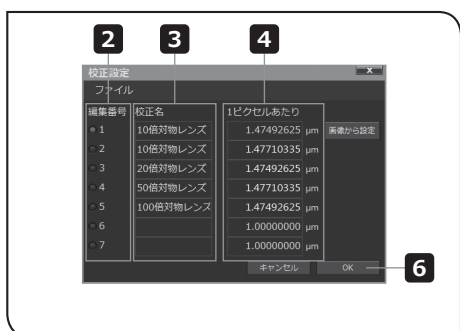 2 3 4
校正設定 x
ファイル
編集番号 校正名 1ピクセルあたり
1 10倍対物レンズ 1.47492625 μm 画像から設定
2 10倍対物レンズ 1.47710335 μm
3 20倍対物レンズ 1.47492625 μm
4 50倍対物レンズ 1.47710335 μm
5 100倍対物レンズ 1.47492625 μm
6 1.00000000 μm
7 1.00000000 μm
キャンセル OK 6